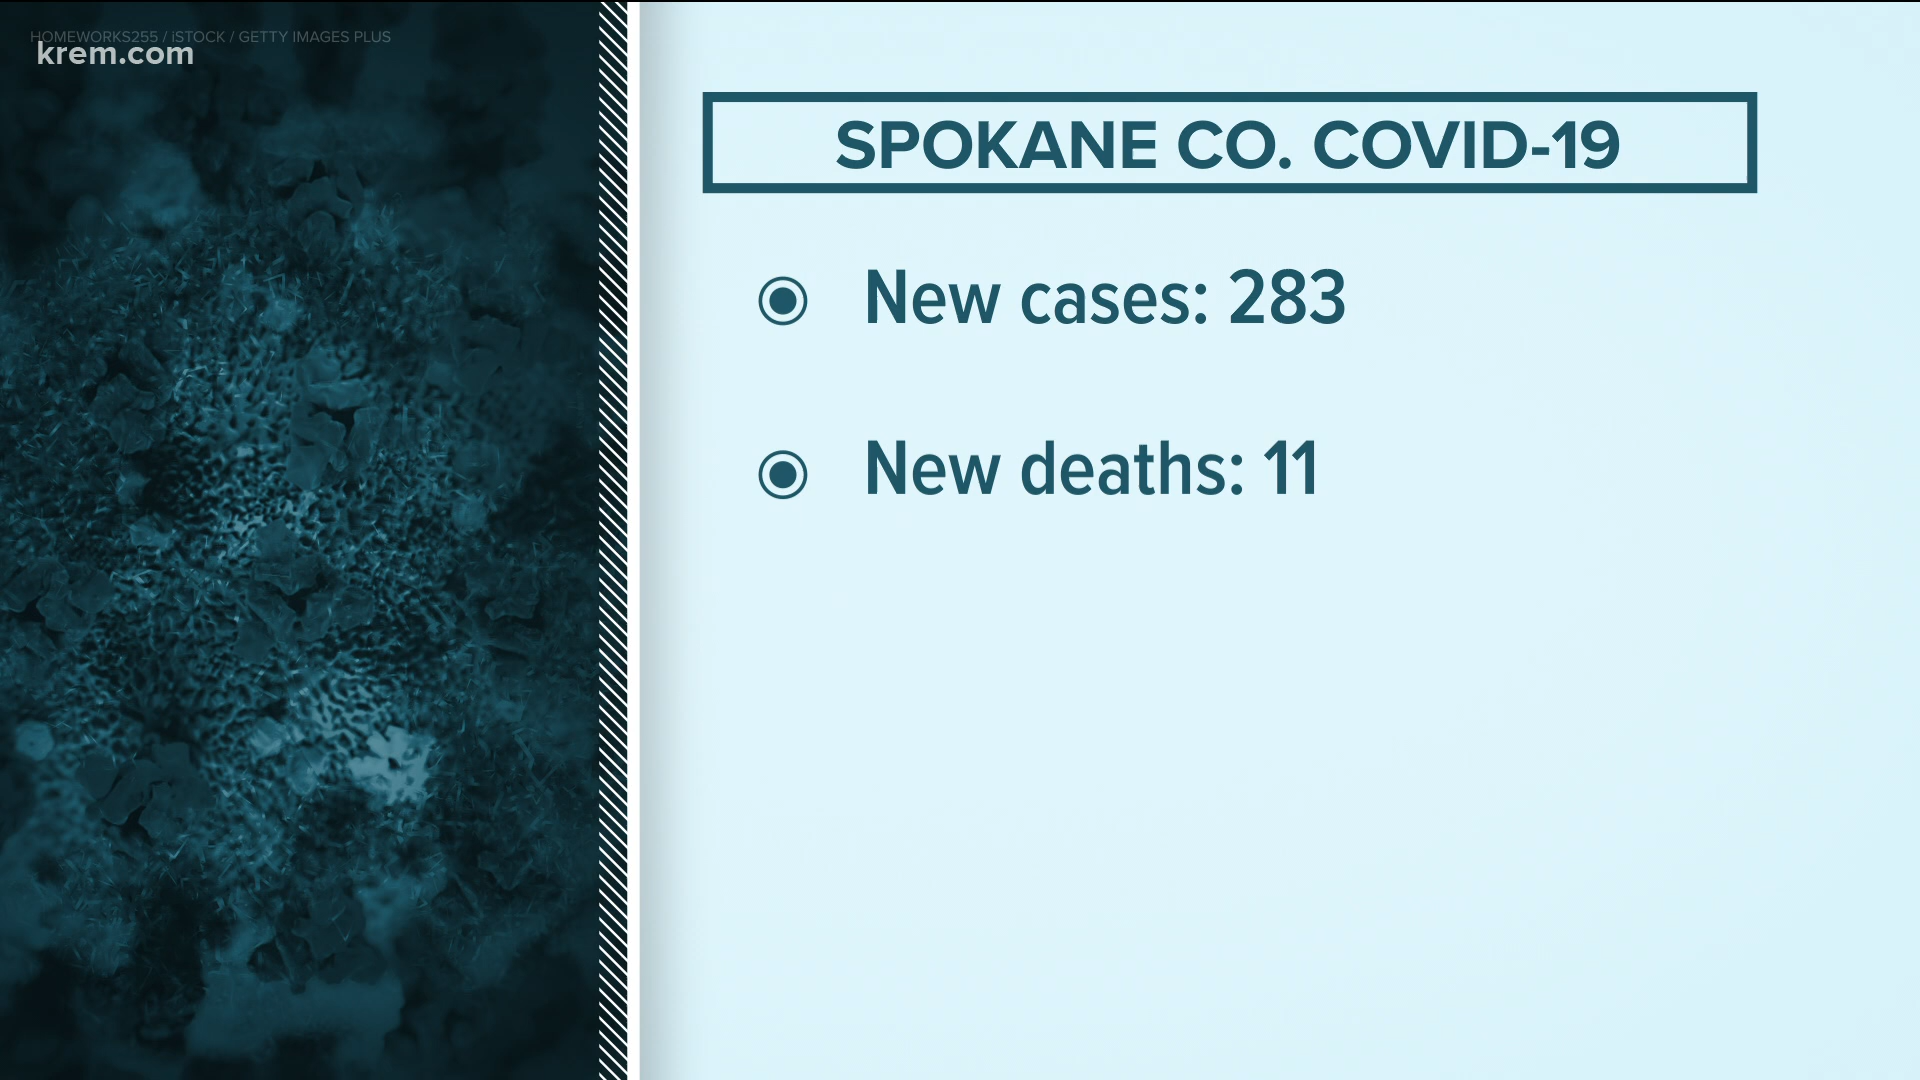 HOMEWORKS255 / iSTOCK / GETTY IMAGES PLUS
krem.com
SPOKANE CO. COVID-19
New cases: 283
New deaths: 11